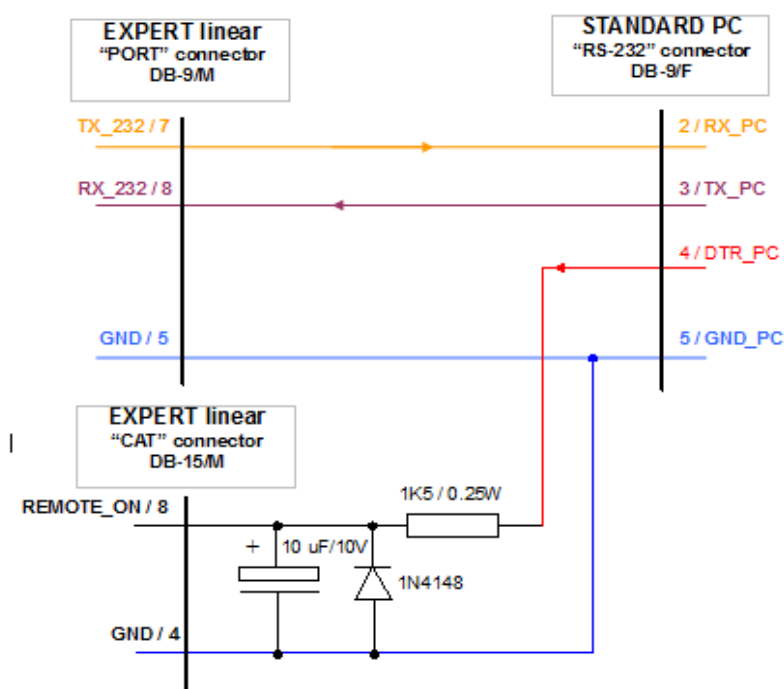 EXPERT linear
“PORT” connector
DB-9/M
STANDARD PC
“RS-232” connector
DB-9/F
TX_232 / 7
2 / RX_PC
RX_232 / 8
3 / TX_PC
4 / DTR_PC
GND / 5
5 / GND_PC
EXPERT linear
“CAT” connector
DB-15/M
1K5 / 0.25W
REMOTE_ON / 8
+ 10 uF/10V
1N4148
GND / 4